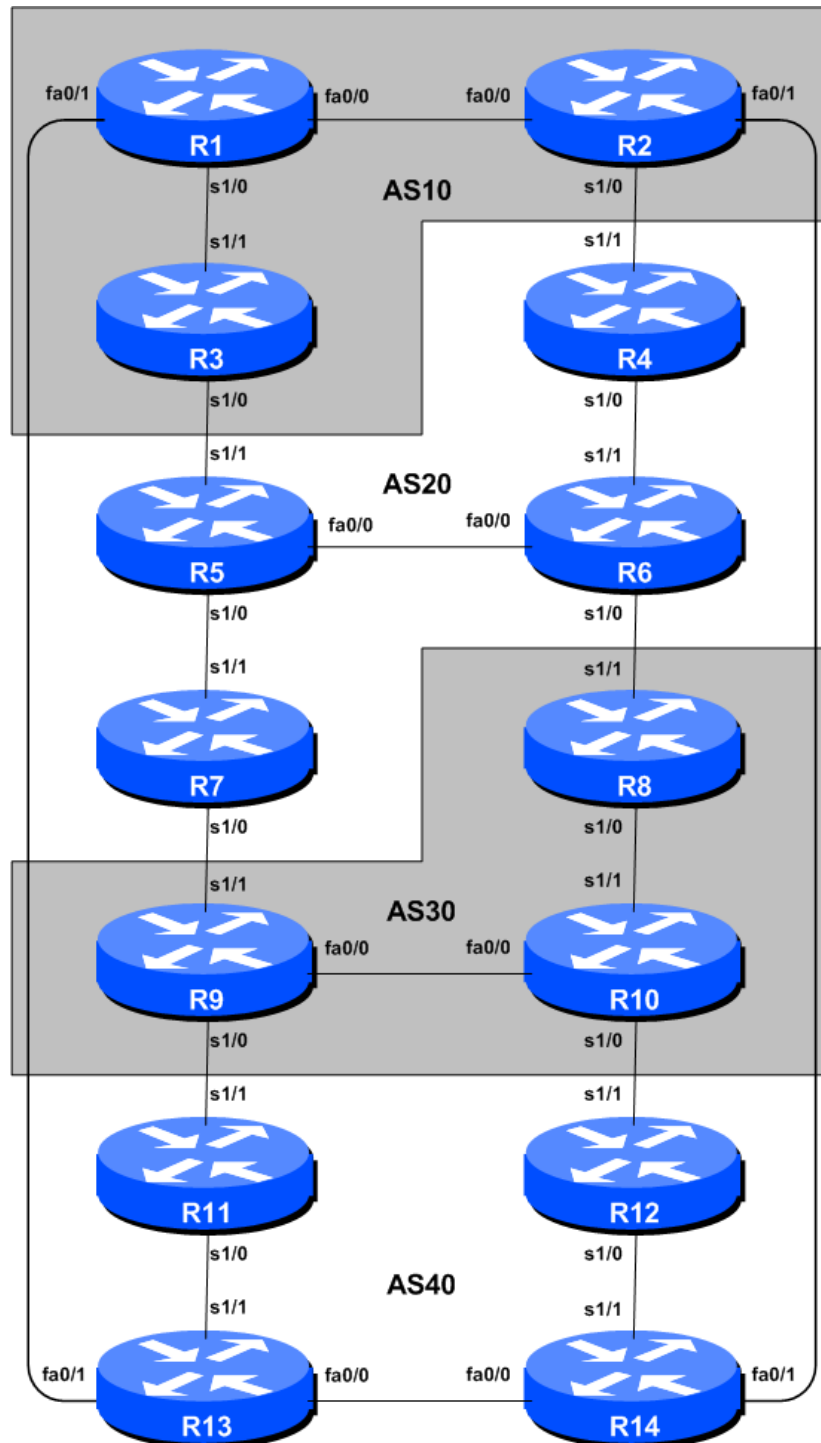 fa0/1 fa0/0 fa0/0 fa0/1
R1 R2
s1/0 AS10 s1/0
s1/1 s1/1
R3 R4
s1/0 s1/0
s1/1 AS20 s1/1
fa0/0 fa0/0
R5 R6
s1/0 s1/0
s1/1 s1/1
R7 R8
s1/0 s1/0
s1/1 AS30 s1/1
fa0/0 fa0/0
R9 R10
s1/0 s1/0
s1/1 s1/1
R11 R12
s1/0 s1/0
AS40
s1/1 s1/1
fa0/1 fa0/0 fa0/0 fa0/1
R13 R14